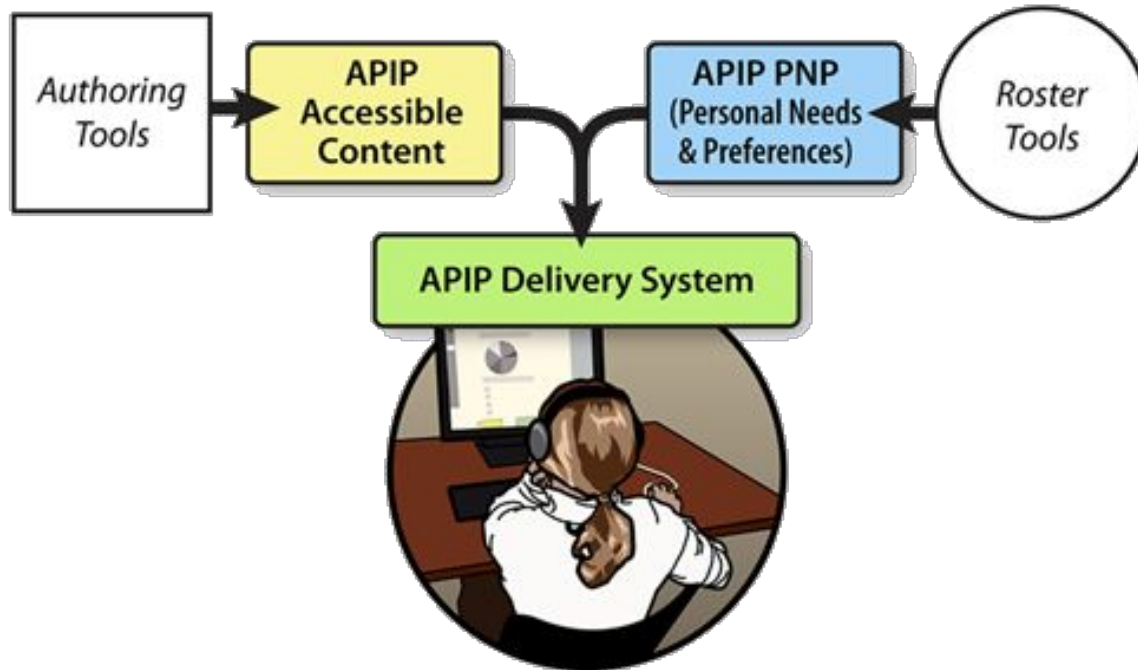 Authoring
Tools
APIP
Accessible
Content
APIP PNP
(Personal Needs
& Preferences)
Roster
Tools
APIP Delivery System